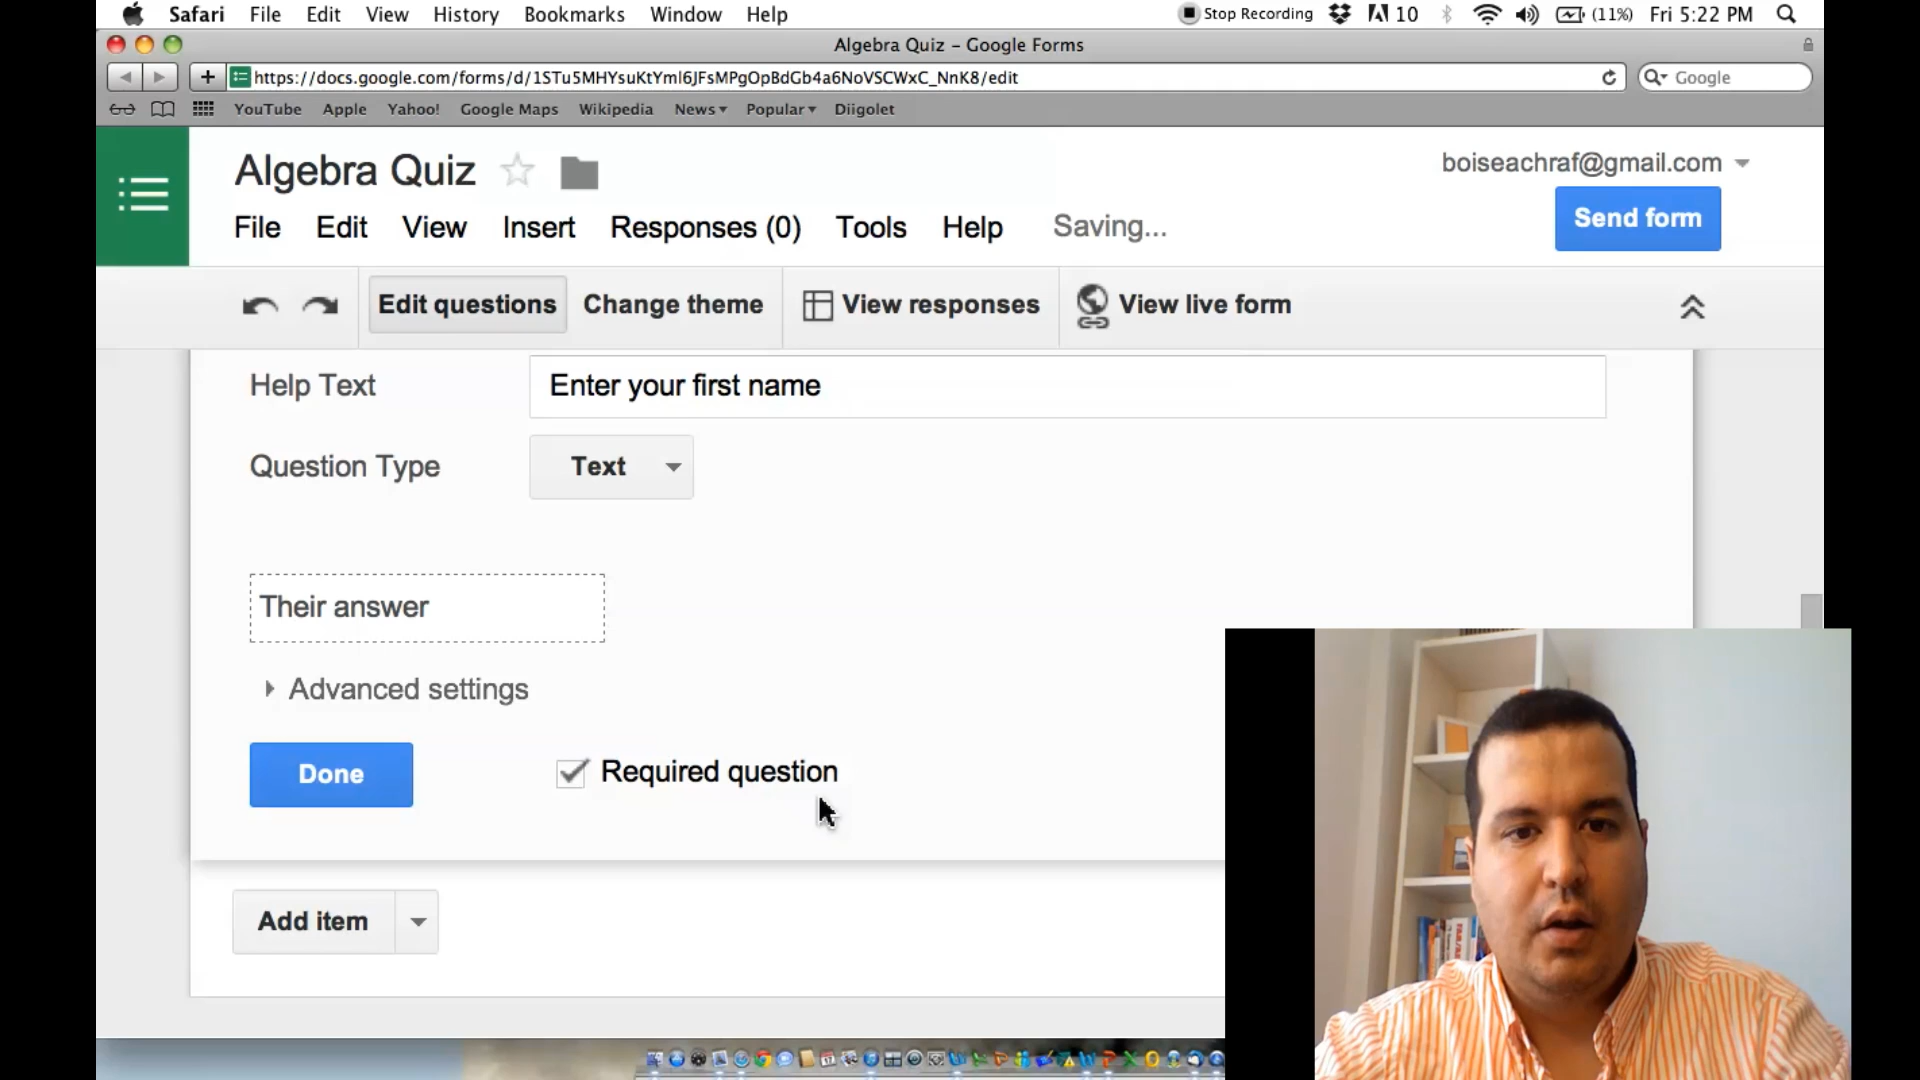 Safari File Edit View History Bookmarks Window Help Stop Recording 10 (11%) Fri 5:22 PM
Algebra Quiz – Google Forms
https://docs.google.com/forms/d/1STu5MHYsuKtYml6JFsMPgOpBdGb4a6NoVSCWxC_NnK8/edit Google
YouTube Apple Yahoo! Google Maps Wikipedia News Popular Diigolet
Algebra Quiz boiseachraf@gmail.com
File Edit View Insert Responses (0) Tools Help Saving... Send form
Edit questions Change theme View responses View live form
Help Text Enter your first name
Question Type Text
Their answer
Advanced settings
Done Required question
Add item